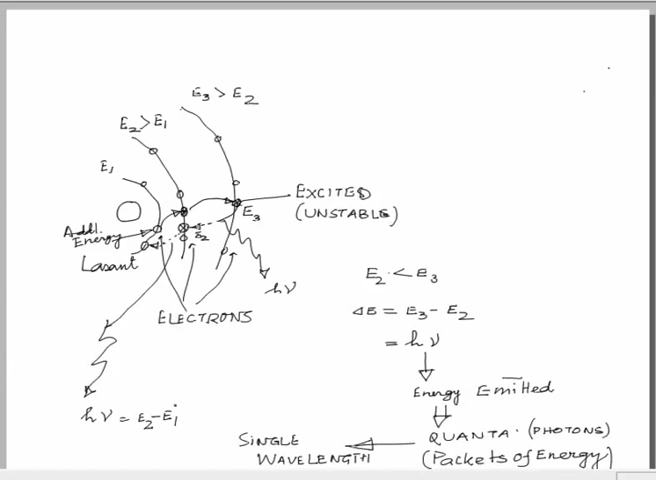 E3 > E2
E2 > E1
E1
EXCITED
(UNSTABLE)
E3
Addl.
Energy
E2
Lasant
hν
ELECTRONS
E2 < E3
ΔE = E3 - E2
= hν
Energy Emitted
hν = E2 - E1
QUANTA. (PHOTONS)
(Packets of Energy)
SINGLE
WAVELENGTH